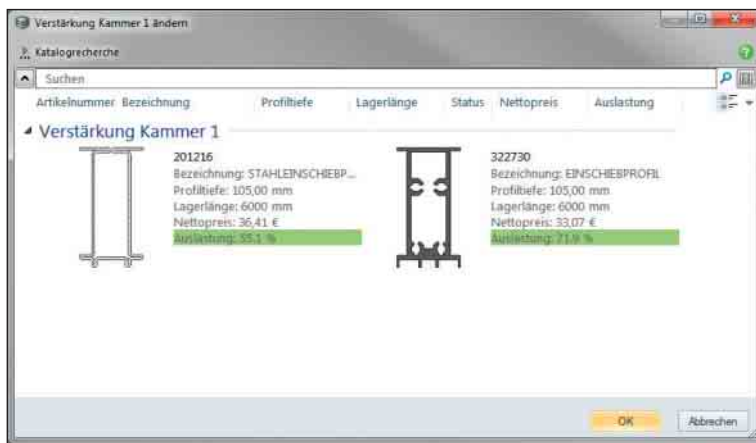 Verstärkung Kammer 1 ändern
Katalogrecherche
Suchen
Artikelnummer Bezeichnung Profiltiefe Lagerlänge Status Nettopreis Auslastung
Verstärkung Kammer 1
201216
Bezeichnung: STAHLEINSCHIEBP...
Profiltiefe: 105,00 mm
Lagerlänge: 6000 mm
Nettopreis: 36,41 €
Auslastung: 55.1 %
322730
Bezeichnung: EINSCHIEBPROFIL
Profiltiefe: 105,00 mm
Lagerlänge: 6000 mm
Nettopreis: 33,07 €
Auslastung: 71.9 %
OK Abbrechen